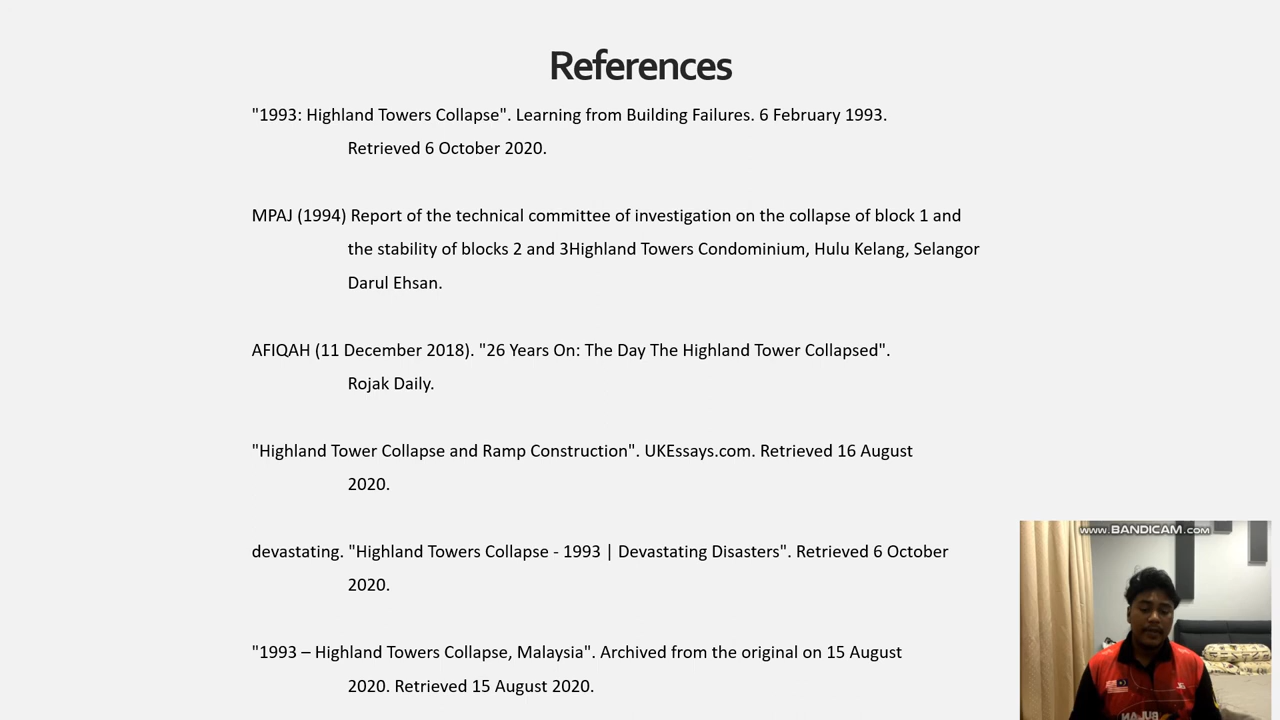 References
"1993: Highland Towers Collapse". Learning from Building Failures. 6 February 1993.
Retrieved 6 October 2020.
MPAJ (1994) Report of the technical committee of investigation on the collapse of block 1 and
the stability of blocks 2 and 3Highland Towers Condominium, Hulu Kelang, Selangor
Darul Ehsan.
AFIQAH (11 December 2018). "26 Years On: The Day The Highland Tower Collapsed".
Rojak Daily.
"Highland Tower Collapse and Ramp Construction". UKEssays.com. Retrieved 16 August
2020.
devastating. "Highland Towers Collapse - 1993 | Devastating Disasters". Retrieved 6 October
2020.
"1993 – Highland Towers Collapse, Malaysia". Archived from the original on 15 August
2020. Retrieved 15 August 2020.
www.BANDICAM.com